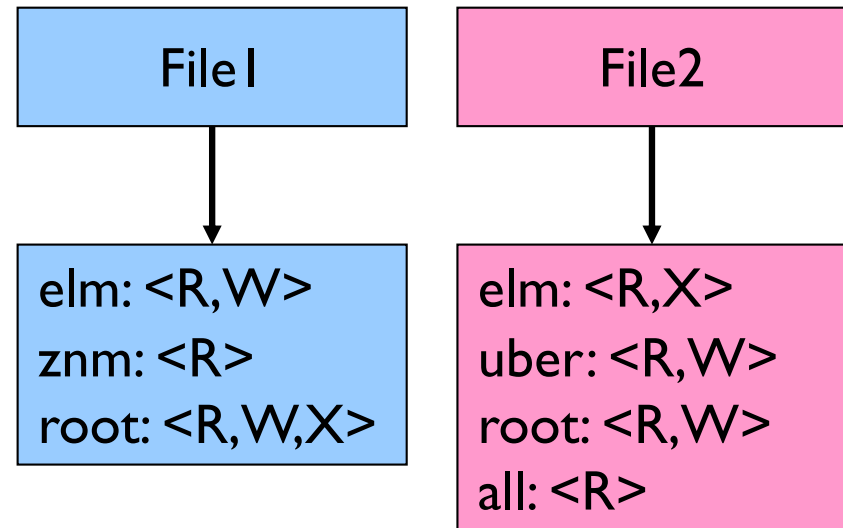 File1
elm: <R,W>
znm: <R>
root: <R,W,X>
File2
elm: <R,X>
uber: <R,W>
root: <R,W>
all: <R>